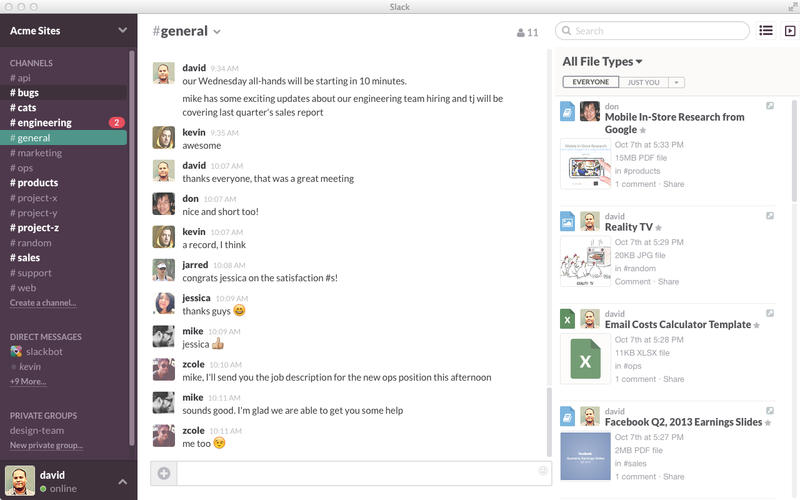 Slack
Acme Sites
CHANNELS
# api
# bugs
# cats
# engineering 2
# general
# marketing
# ops
# products
# project-x
# project-y
# project-z
# random
# sales
# support
# web
Create a channel...
DIRECT MESSAGES
slackbot
kevin
+9 More...
PRIVATE GROUPS
design-team
New private group...
david
online
#general
11
david 9:34 AM
our Wednesday all-hands will be starting in 10 minutes.
mike has some exciting updates about our engineering team hiring and tj will be
covering last quarter's sales report
kevin 9:35 AM
awesome
david 10:07 AM
thanks everyone, that was a great meeting
don 10:07 AM
nice and short too!
kevin 10:07 AM
a record, I think
jarred 10:08 AM
congrats jessica on the satisfaction #s!
jessica 10:09 AM
thanks guys 😄
mike 10:09 AM
jessica 👍
zcole 10:10 AM
mike, I'll send you the job description for the new ops position this afternoon
mike 10:11 AM
sounds good. I'm glad we are able to get you some help
zcole 10:11 AM
me too 😉
Search
All File Types
EVERYONE JUST YOU
don
Mobile In-Store Research from
Google
Oct 7th at 5:33 PM
15MB PDF file
in #products
1 comment · Share
david
Reality TV
Oct 7th at 5:29 PM
20KB JPG file
in #random
Comment · Share
REALITY TV
david
Email Costs Calculator Template
Oct 7th at 5:28 PM
11KB XLSX file
in #ops
1 comment · Share
david
Facebook Q2, 2013 Earnings Slides
Oct 7th at 5:27 PM
2MB PDF file
in #sales
1 comment · Share